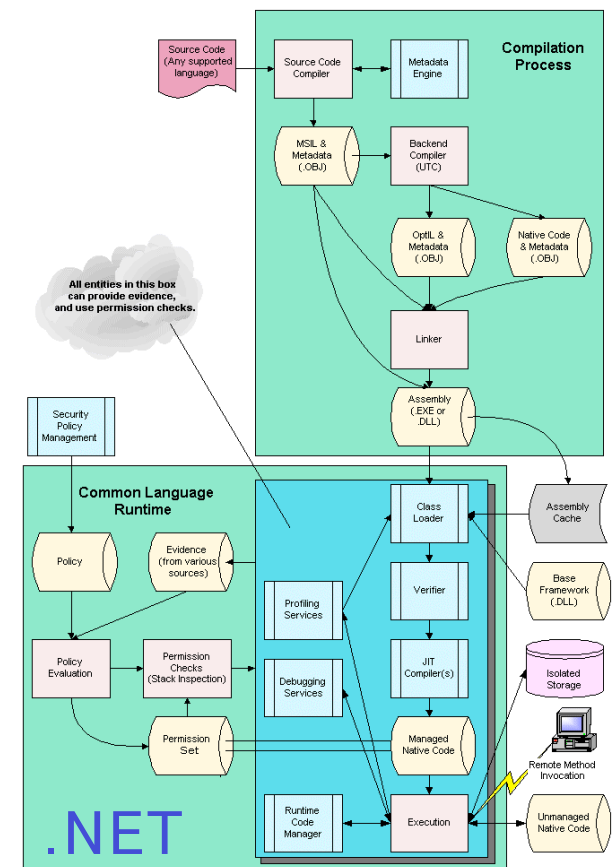 Compilation
Process
Source Code
(Any supported
language)
Source Code
Compiler
Metadata
Engine
MSIL &
Metadata
(.OBJ)
Backend
Compiler
(UTC)
OptIL &
Metadata
(.OBJ)
Native Code
& Metadata
(.OBJ)
All entities in this box
can provide evidence,
and use permission checks.
Linker
Assembly
(.EXE or
.DLL)
Security
Policy
Management
Common Language
Runtime
Class
Loader
Assembly
Cache
Policy
Evidence
(from various
sources)
Profiling
Services
Verifier
Base
Framework
(.DLL)
Policy
Evaluation
Permission
Checks
(Stack Inspection)
Debugging
Services
JIT
Compiler(s)
Isolated
Storage
Permission
Set
Managed
Native Code
Remote Method
Invocation
Runtime
Code
Manager
Execution
Unmanaged
Native Code
.NET